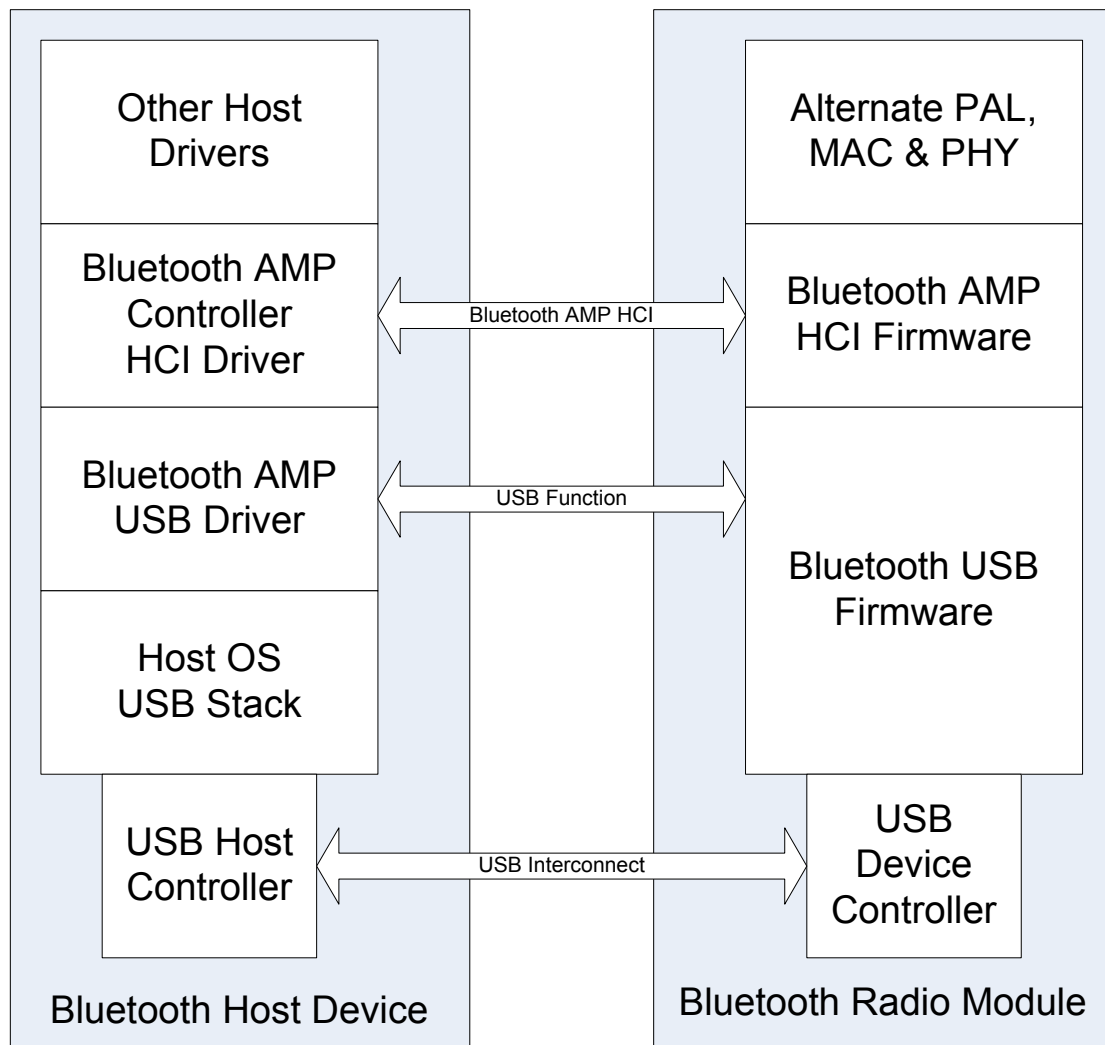 Other Host
Drivers
Bluetooth AMP
Controller
HCI Driver
Bluetooth AMP
USB Driver
Host OS
USB Stack
USB Host
Controller
Bluetooth Host Device
Bluetooth AMP HCI
USB Function
USB Interconnect
Alternate PAL,
MAC & PHY
Bluetooth AMP
HCI Firmware
Bluetooth USB
Firmware
USB
Device
Controller
Bluetooth Radio Module